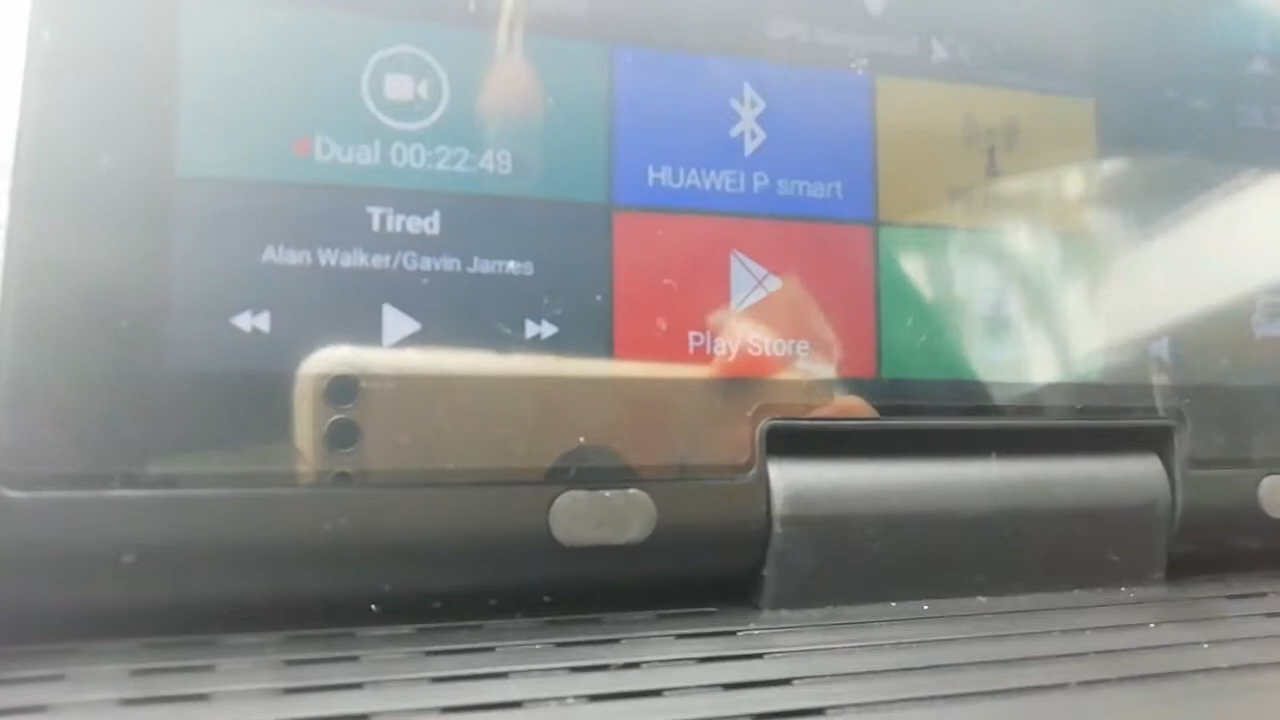 Dual 00:22:48
HUAWEI P smart
Tired
Alan Walker/Gavin James
Play Store